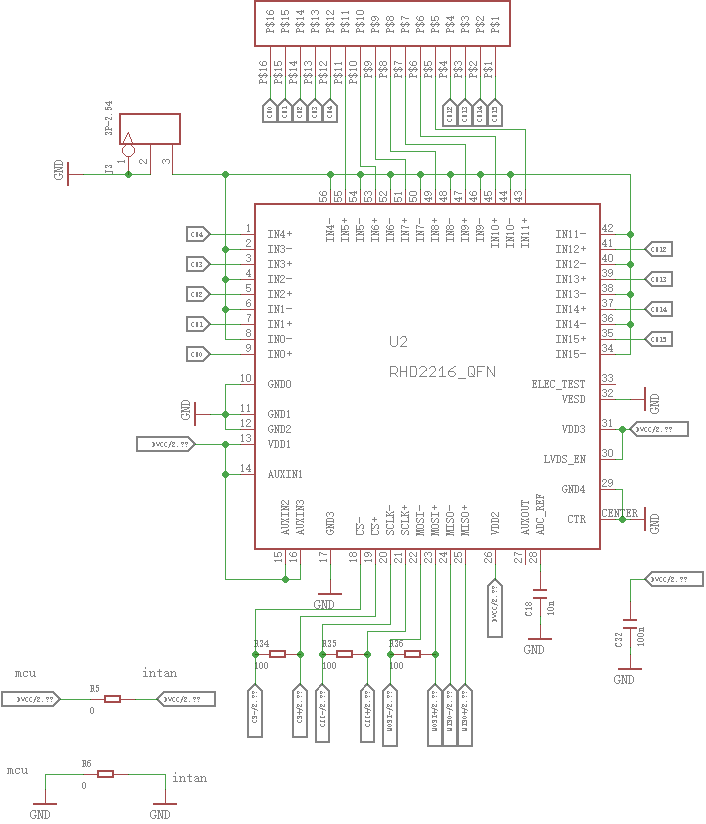 P$16 P$15 P$14 P$13 P$12 P$11 P$10 P$9 P$8 P$7 P$6 P$5 P$4 P$3 P$2 P$1
P$16 P$15 P$14 P$13 P$12 P$11 P$10 P$9 P$8 P$7 P$6 P$5 P$4 P$3 P$2 P$1
CH0 CH1 CH2 CH3 CH4 CH12 CH13 CH14 CH15
3P-2.54
J3
1 2 3
GND
56 55 54 53 52 51 50 49 48 47 46 45 44 43
IN4- IN5+ IN5- IN6+ IN6- IN7+ IN7- IN8+ IN8- IN9+ IN9- IN10+ IN10- IN11+
CH4 1 IN4+
2 IN3-
CH3 3 IN3+
4 IN2-
CH2 5 IN2+
6 IN1-
CH1 7 IN1+
8 IN0-
CH0 9 IN0+
10 GND0
GND 11 GND1
12 GND2
DVCC/2.?? 13 VDD1
14 AUXIN1
IN11- 42
IN12+ 41 CH12
IN12- 40
IN13+ 39 CH13
IN13- 38
IN14+ 37 CH14
IN14- 36
IN15+ 35 CH15
IN15- 34
ELEC_TEST 33
VESD 32 GND
VDD3 31 DVCC/2.??
LVDS_EN 30
GND4 29
CTR CENTER GND
U2
RHD2216_QFN
AUXIN2 AUXIN3 GND3 CS- CS+ SCLK- SCLK+ MOSI- MOSI+ MISO- MISO+ VDD2 AUXOUT ADC_REF
15 16 17 18 19 20 21 22 23 24 25 26 27 28
GND
DVCC/2.??
C18
10n
GND
DVCC/2.??
C32
100n
GND
R34 R35 R36
100 100 100
CS-/2.?? CS+/2.?? MOSI-/2.?? MOSI+/2.?? MISO-/2.?? MISO+/2.??
mcu intan
DVCC/2.?? R5 DVCC/2.??
0
mcu R6 intan
0
GND GND